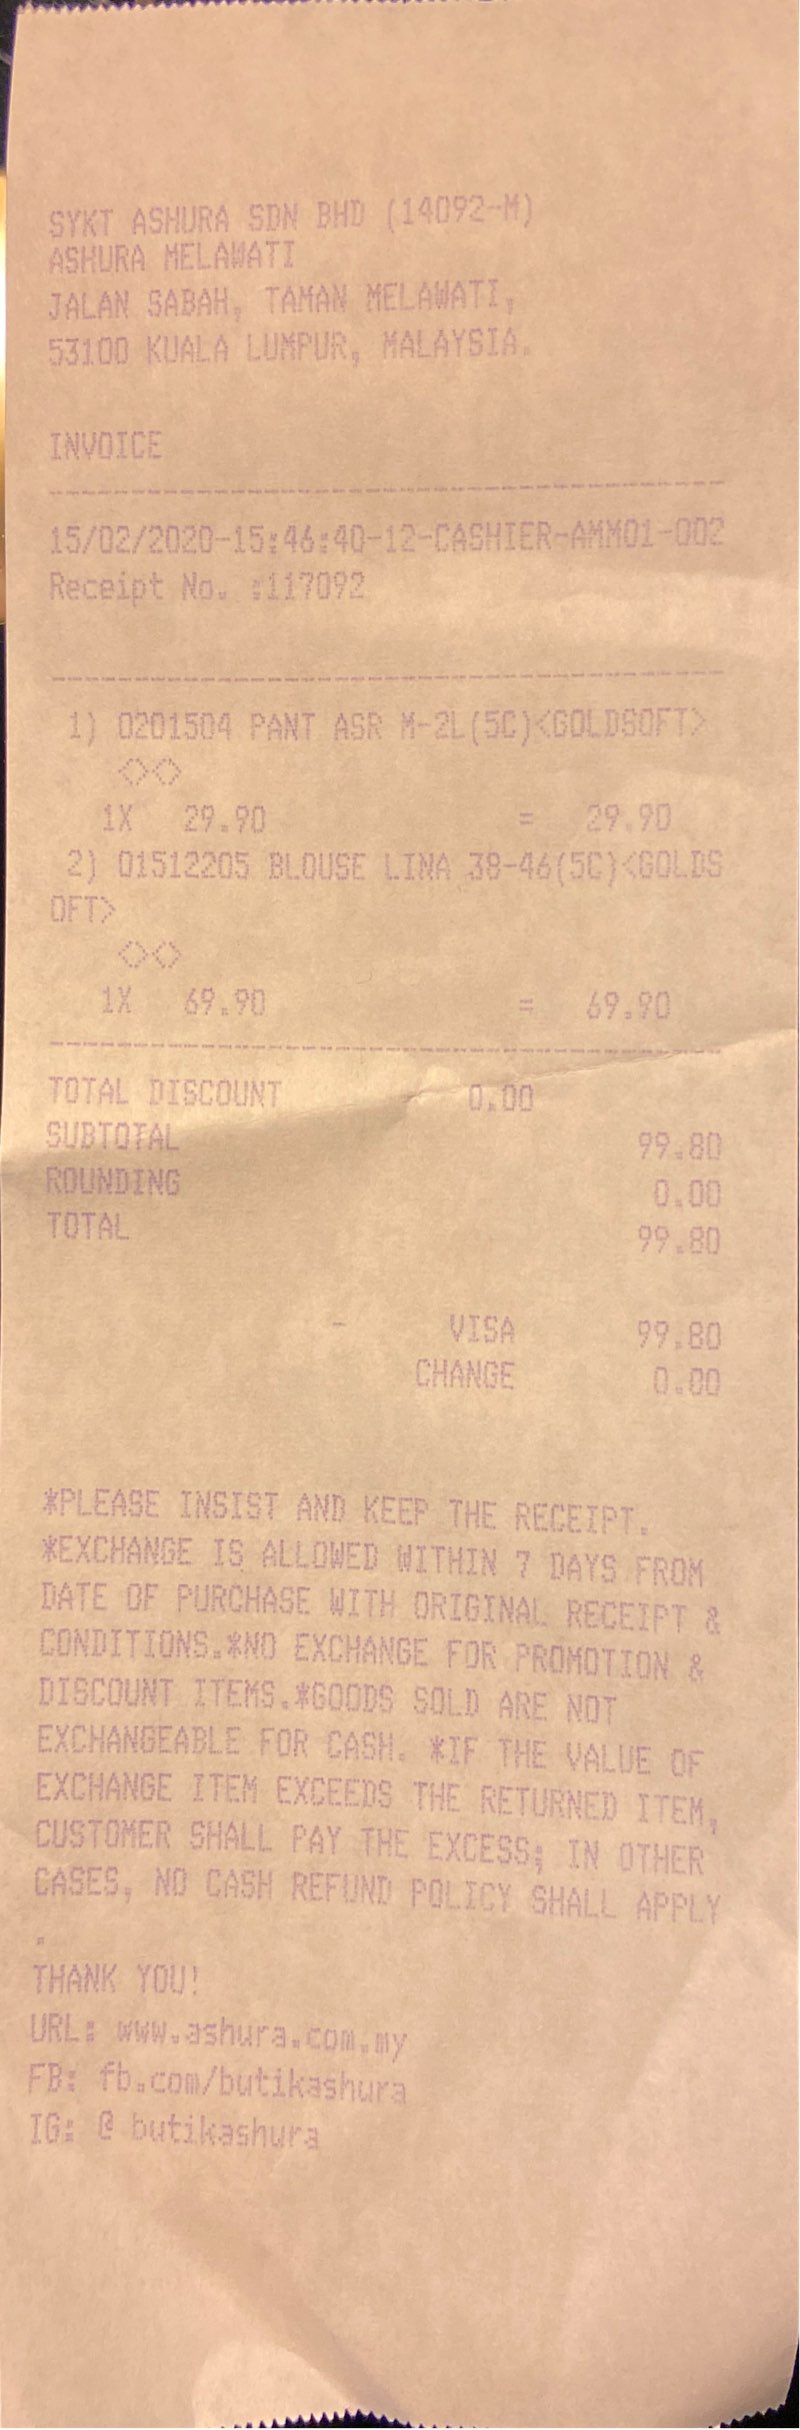 SYKT ASHURA SDN BHD (14092-M)
ASHURA MELAWATI
JALAN SABAH, TAMAN MELAWATI,
53100 KUALA LUMPUR, MALAYSIA.
INVOICE
--------------------------------------------
15/02/2020-15:46:40-12-CASHIER-AMM01-002
Receipt No. :117092
--------------------------------------------
1) 0201504 PANT ASR M-2L(5C)<GOLDSOFT>
<><>
1X 29.90 = 29.90
2) 01512205 BLOUSE LINA 38-46(5C)<GOLDS
OFT>
<><>
1X 69.90 = 69.90
--------------------------------------------
TOTAL DISCOUNT 0.00
SUBTOTAL 99.80
ROUNDING 0.00
TOTAL 99.80
- VISA 99.80
CHANGE 0.00
*PLEASE INSIST AND KEEP THE RECEIPT.
*EXCHANGE IS ALLOWED WITHIN 7 DAYS FROM
DATE OF PURCHASE WITH ORIGINAL RECEIPT &
CONDITIONS.*NO EXCHANGE FOR PROMOTION &
DISCOUNT ITEMS.*GOODS SOLD ARE NOT
EXCHANGEABLE FOR CASH. *IF THE VALUE OF
EXCHANGE ITEM EXCEEDS THE RETURNED ITEM,
CUSTOMER SHALL PAY THE EXCESS; IN OTHER
CASES, NO CASH REFUND POLICY SHALL APPLY
.
THANK YOU!
URL: www.ashura.com.my
FB: fb.com/butikashura
IG: @ butikashura